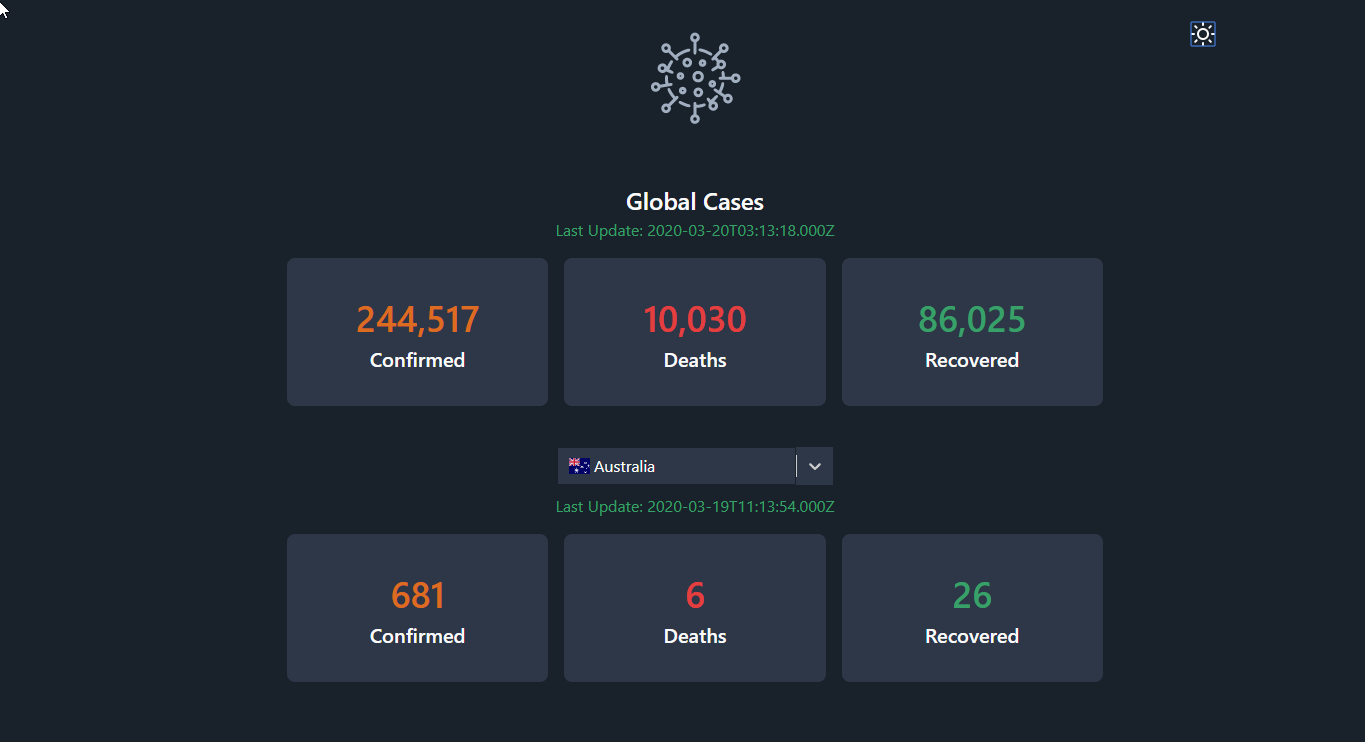 Global Cases
Last Update: 2020-03-20T03:13:18.000Z
244,517 10,030 86,025
Confirmed Deaths Recovered
Australia
Last Update: 2020-03-19T11:13:54.000Z
681 6 26
Confirmed Deaths Recovered